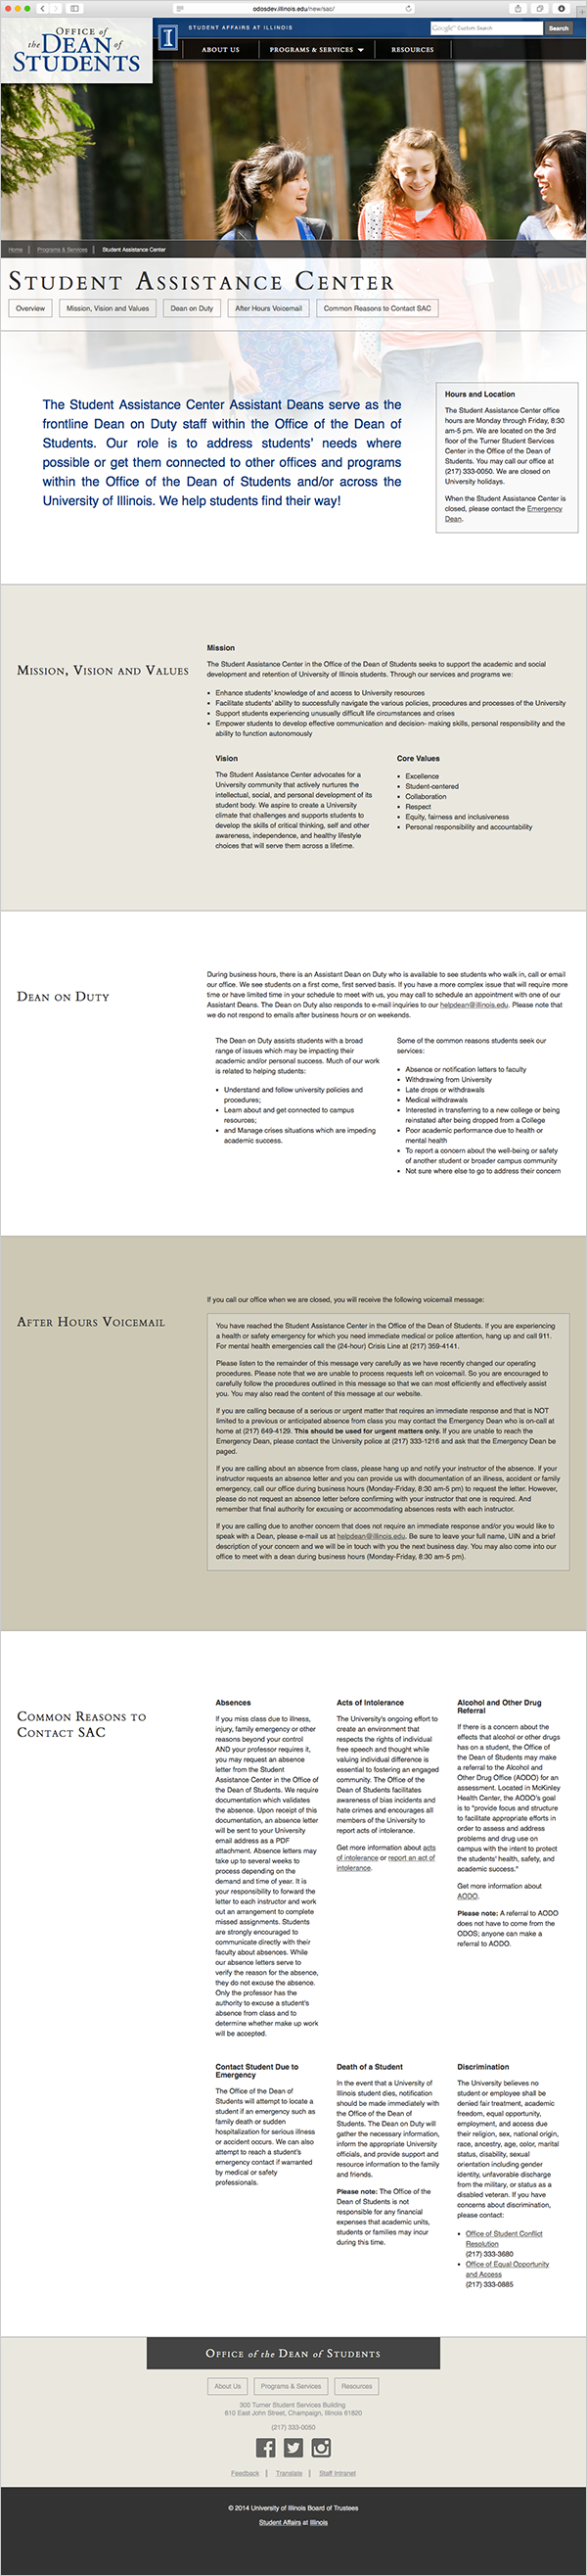 odosdev.illinois.edu/new/sac/
OFFICE of
the DEAN of
STUDENTS
I
STUDENT AFFAIRS AT ILLINOIS
Google Custom Search
Search
ABOUT US
PROGRAMS & SERVICES
RESOURCES
Home | Programs & Services | Student Assistance Center
STUDENT ASSISTANCE CENTER
Overview
Mission, Vision and Values
Dean on Duty
After Hours Voicemail
Common Reasons to Contact SAC
The Student Assistance Center Assistant Deans serve as the
frontline Dean on Duty staff within the Office of the Dean of
Students. Our role is to address students' needs where
possible or get them connected to other offices and programs
within the Office of the Dean of Students and/or across the
University of Illinois. We help students find their way!
Hours and Location
The Student Assistance Center office
hours are Monday through Friday, 8:30
am-5 pm. We are located on the 3rd
floor of the Turner Student Services
Center in the Office of the Dean of
Students. You may call our office at
(217) 333-0050. We are closed on
University holidays.
When the Student Assistance Center is
closed, please contact the Emergency
Dean.
MISSION, VISION AND VALUES
Mission
The Student Assistance Center in the Office of the Dean of Students seeks to support the academic and social
development and retention of University of Illinois students. Through our services and programs we:
• Enhance students' knowledge of and access to University resources
• Facilitate students' ability to successfully navigate the various policies, procedures and processes of the University
• Support students experiencing unusually difficult life circumstances and crises
• Empower students to develop effective communication and decision- making skills, personal responsibility and the
ability to function autonomously
Vision
The Student Assistance Center advocates for a
University community that actively nurtures the
intellectual, social, and personal development of its
student body. We aspire to create a University
climate that challenges and supports students to
develop the skills of critical thinking, self and other
awareness, independence, and healthy lifestyle
choices that will serve them across a lifetime.
Core Values
• Excellence
• Student-centered
• Collaboration
• Respect
• Equity, fairness and inclusiveness
• Personal responsibility and accountability
DEAN ON DUTY
During business hours, there is an Assistant Dean on Duty who is available to see students who walk in, call or email
our office. We see students on a first come, first served basis. If you have a more complex issue that will require more
time or have limited time in your schedule to meet with us, you may call to schedule an appointment with one of our
Assistant Deans. The Dean on Duty also responds to e-mail inquiries to our helpdean@illinois.edu. Please note that
we do not respond to emails after business hours or on weekends.
The Dean on Duty assists students with a broad
range of issues which may be impacting their
academic and/or personal success. Much of our work
is related to helping students:
• Understand and follow university policies and
procedures;
• Learn about and get connected to campus
resources;
• and Manage crises situations which are impeding
academic success.
Some of the common reasons students seek our
services:
• Absence or notification letters to faculty
• Withdrawing from University
• Late drops or withdrawals
• Medical withdrawals
• Interested in transferring to a new college or being
reinstated after being dropped from a College
• Poor academic performance due to health or
mental health
• To report a concern about the well-being or safety
of another student or broader campus community
• Not sure where else to go to address their concern
AFTER HOURS VOICEMAIL
If you call our office when we are closed, you will receive the following voicemail message:
You have reached the Student Assistance Center in the Office of the Dean of Students. If you are experiencing
a health or safety emergency for which you need immediate medical or police attention, hang up and call 911.
For mental health emergencies call the (24-hour) Crisis Line at (217) 359-4141.
Please listen to the remainder of this message very carefully as we have recently changed our operating
procedures. Please note that we are unable to process requests left on voicemail. So you are encouraged to
carefully follow the procedures outlined in this message so that we can most efficiently and effectively assist
you. You may also read the content of this message at our website.
If you are calling because of a serious or urgent matter that requires an immediate response and that is NOT
limited to a previous or anticipated absence from class you may contact the Emergency Dean who is on-call at
home at (217) 649-4129. This should be used for urgent matters only. If you are unable to reach the
Emergency Dean, please contact the University police at (217) 333-1216 and ask that the Emergency Dean be
paged.
If you are calling about an absence from class, please hang up and notify your instructor of the absence. If your
instructor requests an absence letter and you can provide us with documentation of an illness, accident or family
emergency, call our office during business hours (Monday-Friday, 8:30 am-5 pm) to request the letter. However,
please do not request an absence letter before confirming with your instructor that one is required. And
remember that final authority for excusing or accommodating absences rests with each instructor.
If you are calling due to another concern that does not require an immediate response and/or you would like to
speak with a Dean, please e-mail us at helpdean@illinois.edu. Be sure to leave your full name, UIN and a brief
description of your concern and we will be in touch with you the next business day. You may also come into our
office to meet with a dean during business hours (Monday-Friday, 8:30 am-5 pm).
COMMON REASONS TO
CONTACT SAC
Absences
If you miss class due to illness,
injury, family emergency or other
reasons beyond your control
AND your professor requires it,
you may request an absence
letter from the Student
Assistance Center in the Office of
the Dean of Students. We require
documentation which validates
the absence. Upon receipt of this
documentation, an absence letter
will be sent to your University
email address as a PDF
attachment. Absence letters may
take up to several weeks to
process depending on the
demand and time of year. It is
your responsibility to forward the
letter to each instructor and work
out an arrangement to complete
missed assignments. Students
are strongly encouraged to
communicate directly with their
faculty about absences. While
our absence letters serve to
verify the reason for the absence,
they do not excuse the absence.
Only the professor has the
authority to excuse a student's
absence from class and to
determine whether make up work
will be accepted.
Acts of Intolerance
The University's ongoing effort to
create an environment that
respects the rights of individual
free speech and thought while
valuing individual difference is
essential to fostering an engaged
community. The Office of the
Dean of Students facilitates
awareness of bias incidents and
hate crimes and encourages all
members of the University to
report acts of intolerance.
Get more information about acts
of intolerance or report an act of
intolerance.
Alcohol and Other Drug
Referral
If there is a concern about the
effects that alcohol or other drugs
has on a student, the Office of
the Dean of Students may make
a referral to the Alcohol and
Other Drug Office (AODO) for an
assessment. Located in McKinley
Health Center, the AODO's goal
is to "provide focus and structure
to facilitate appropriate efforts in
order to assess and address
problems and drug use on
campus with the intent to protect
the students' health, safety, and
academic success."
Get more information about
AODO.
Please note: A referral to AODO
does not have to come from the
ODOS; anyone can make a
referral to AODO.
Contact Student Due to
Emergency
The Office of the Dean of
Students will attempt to locate a
student if an emergency such as
family death or sudden
hospitalization for serious illness
or accident occurs. We can also
attempt to reach a student's
emergency contact if warranted
by medical or safety
professionals.
Death of a Student
In the event that a University of
Illinois student dies, notification
should be made immediately with
the Office of the Dean of
Students. The Dean on Duty will
gather the necessary information,
inform the appropriate University
officials, and provide support and
resource information to the family
and friends.
Please note: The Office of the
Dean of Students is not
responsible for any financial
expenses that academic units,
students or families may incur
during this time.
Discrimination
The University believes no
student or employee shall be
denied fair treatment, academic
freedom, equal opportunity,
employment, and access due
their religion, sex, national origin,
race, ancestry, age, color, marital
status, disability, sexual
orientation including gender
identity, unfavorable discharge
from the military, or status as a
disabled veteran. If you have
concerns about discrimination,
please contact:
• Office of Student Conflict
Resolution
(217) 333-3680
• Office of Equal Opportunity
and Access
(217) 333-0885
OFFICE of the DEAN of STUDENTS
About Us
Programs & Services
Resources
300 Turner Student Services Building
610 East John Street, Champaign, Illinois 61820
(217) 333-0050
Feedback | Translate | Staff Intranet
© 2014 University of Illinois Board of Trustees
Student Affairs at Illinois